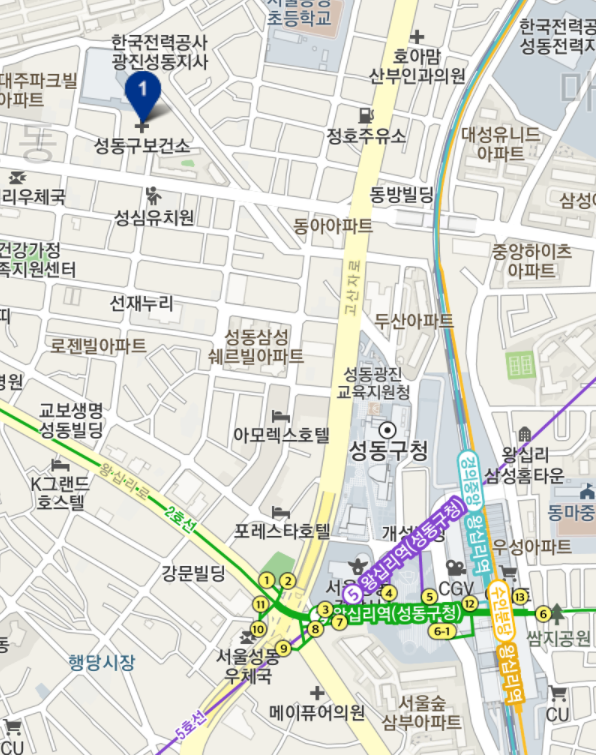 초등학교
한국전력공사
광진성동지사
호아맘
산부인과의원
한국전력공
성동전력지
대주파크빌
아파트
1
성동구보건소
정호주유소
대성유니드
아파트
동
리우체국
성심유치원
동방빌딩
삼성
동아아파트
건강가정
족지원센터
중앙하이츠
아파트
고산자로
선재누리
두산아파트
로젠빌아파트
성동삼성
쉐르빌아파트
성동광진
교육지원청
병원
교보생명
성동빌딩
아모렉스호텔
성동구청
왕십리
삼성홈타운
K그랜드
호스텔
왕십리로
2호선
경의중앙 왕십리역
동마중
포레스타호텔
우성아파트
강문빌딩
5 왕십리역(성동구청)
CGV
1
2
3
4
5
6
6-1
7
8
9
10
11
12
13
왕십리역(성동구청)
수인분당 왕십리역
쌈지공원
서울성동
우체국
행당시장
5호선
메이퓨어의원
서울숲
삼부아파트
CU
CU